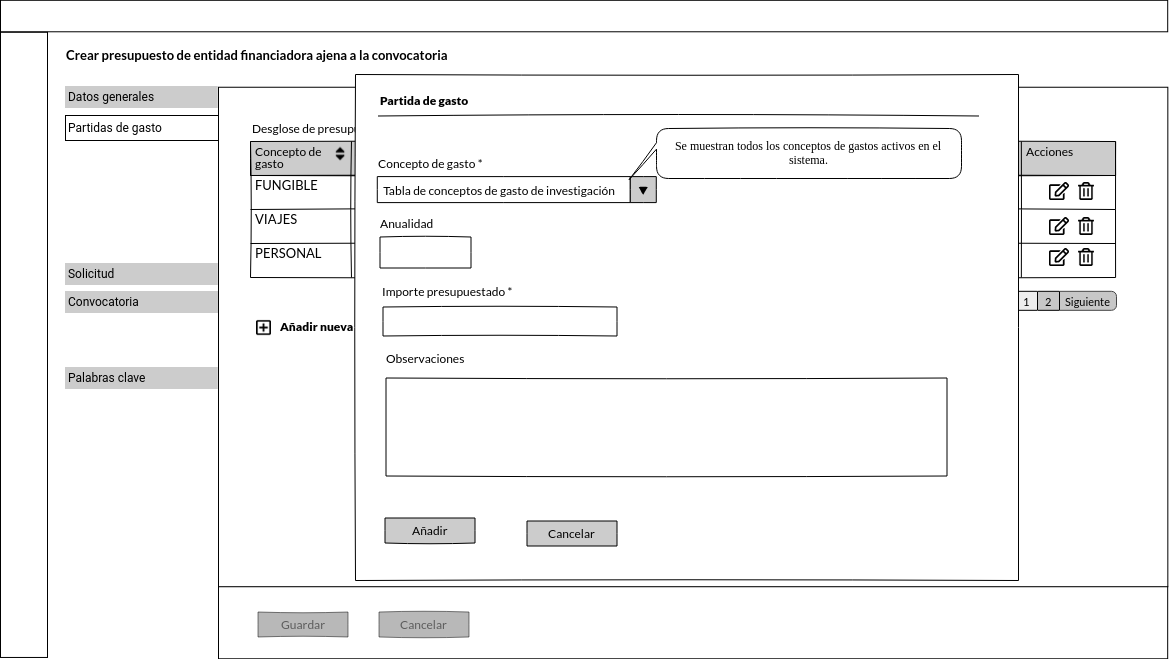 Crear presupuesto de entidad financiadora ajena a la convocatoria
Datos generales
Partidas de gasto
Solicitud
Convocatoria
Palabras clave
Desglose de presup
Concepto de
gasto
FUNGIBLE
VIAJES
PERSONAL
Añadir nueva
Partida de gasto
Se muestran todos los conceptos de gastos activos en el
sistema.
Concepto de gasto *
Tabla de conceptos de gasto de investigación
Anualidad
Importe presupuestado *
Observaciones
Añadir
Cancelar
Acciones
1 2 Siguiente
Guardar
Cancelar